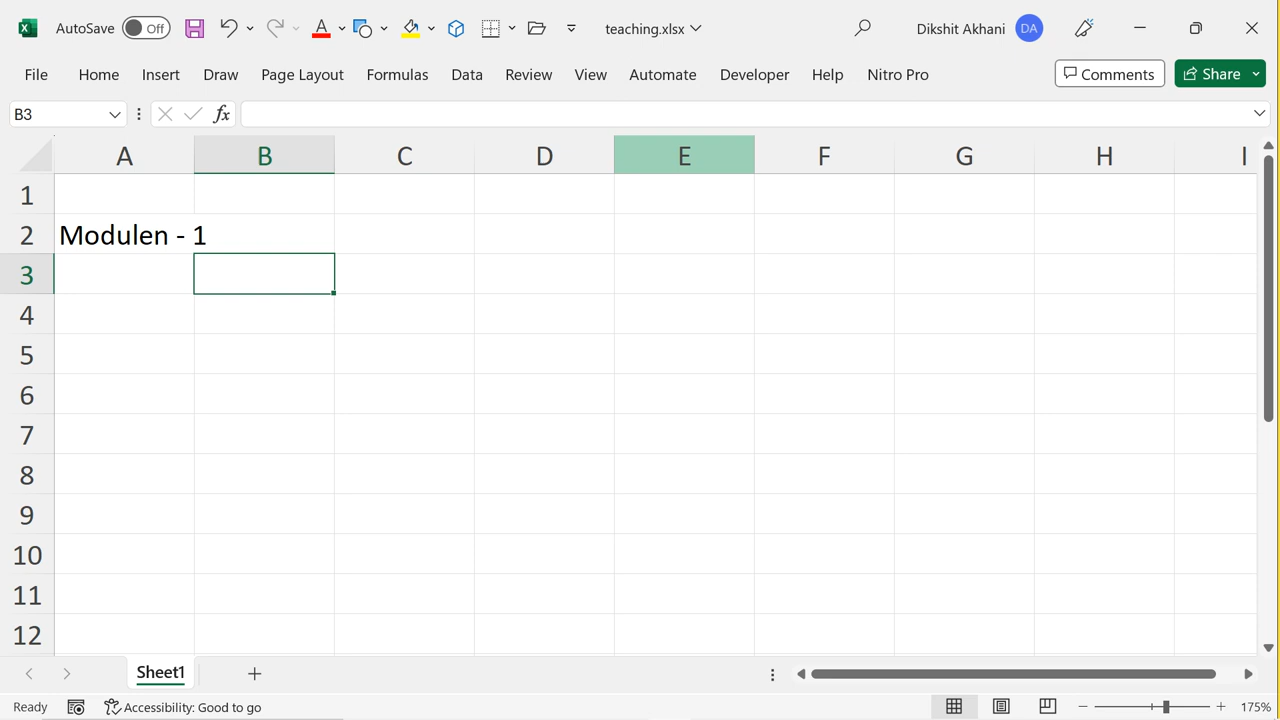 AutoSave Off teaching.xlsx Dikshit Akhani DA
File Home Insert Draw Page Layout Formulas Data Review View Automate Developer Help Nitro Pro Comments Share
B3 fx
A B C D E F G H I
1
2 Modulen - 1
3
4
5
6
7
8
9
10
11
12
Sheet1
Ready Accessibility: Good to go 175%